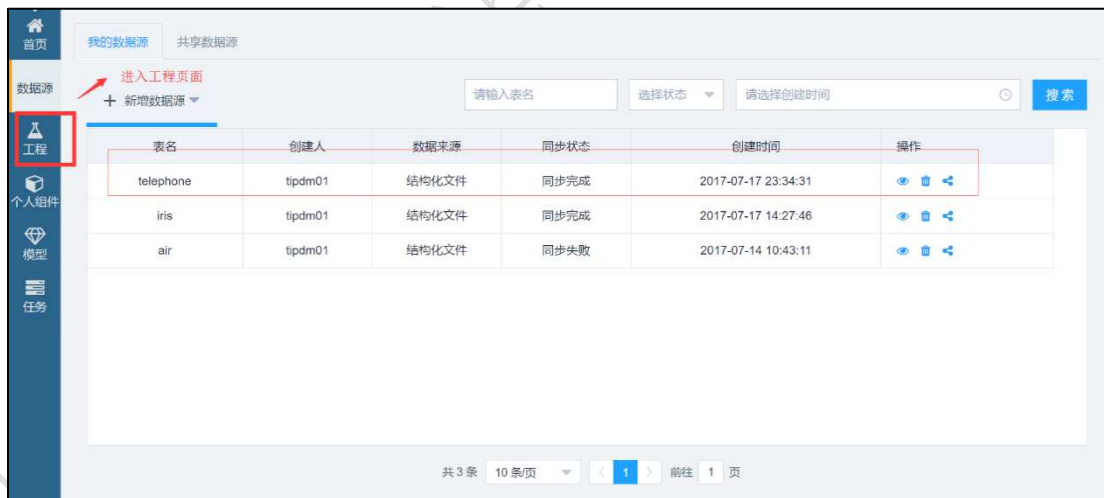 首页
数据源
工程
个人组件
模型
任务
我的数据源 共享数据源
进入工程页面
+ 新增数据源
请输入表名 选择状态 请选择创建时间 搜索
表名 创建人 数据来源 同步状态 创建时间 操作
telephone tipdm01 结构化文件 同步完成 2017-07-17 23:34:31
iris tipdm01 结构化文件 同步完成 2017-07-17 14:27:46
air tipdm01 结构化文件 同步失败 2017-07-14 10:43:11
共 3 条 10 条/页 1 前往 1 页